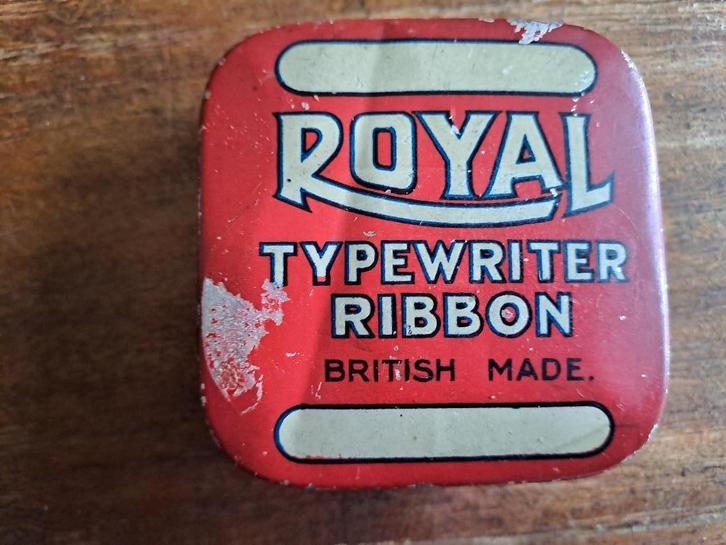 ROYAL
TYPEWRITER
RIBBON
BRITISH MADE.